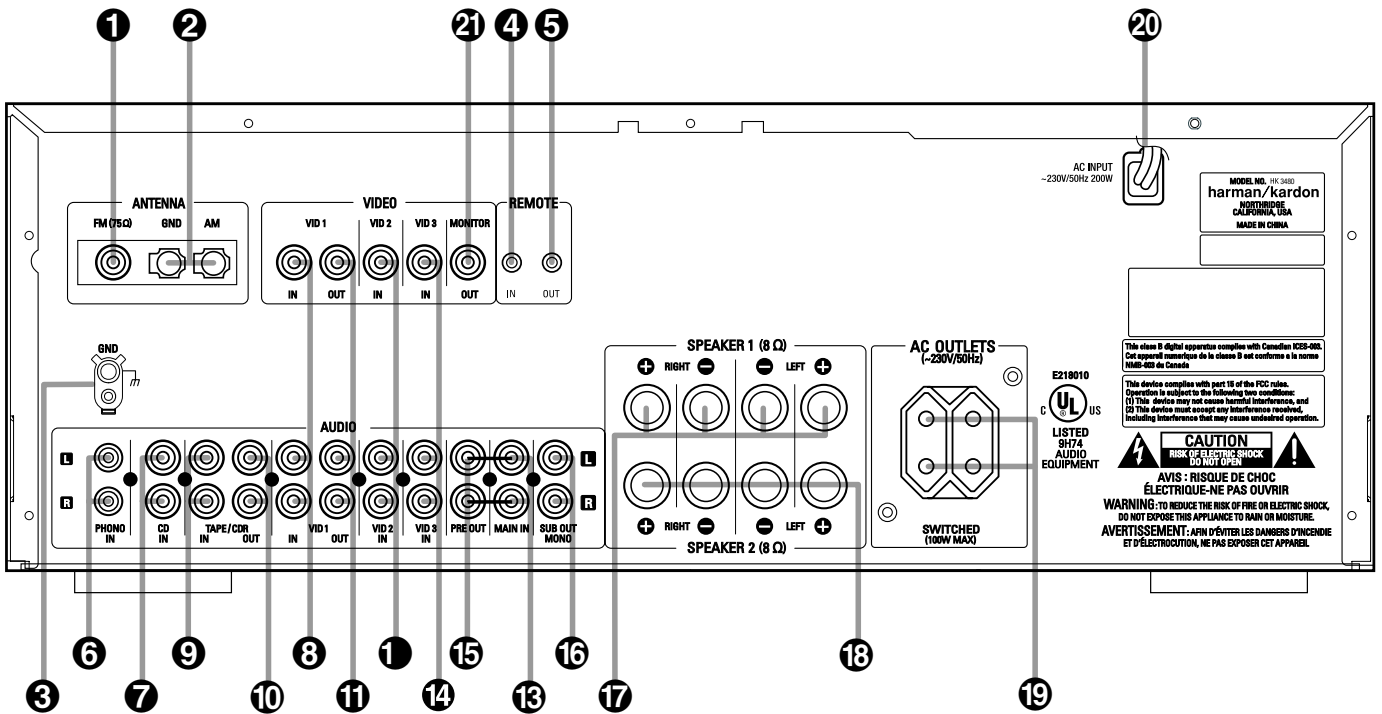 1 2 21 4 5 20
AC INPUT
~230V/50Hz 200W
MODEL NO. HK 3480
harman/kardon
NORTHRIDGE
CALIFORNIA, USA
MADE IN CHINA
ANTENNA
FM (75Ω) GND AM
VIDEO
VID 1 VID 2 VID 3 MONITOR
IN OUT IN IN OUT
REMOTE
IN OUT
GND
SPEAKER 1 (8 Ω)
+ RIGHT − − LEFT +
+ RIGHT − − LEFT +
SPEAKER 2 (8 Ω)
AC OUTLETS
(~230V/50Hz)
SWITCHED
(100W MAX)
E218010
C UL ® US
LISTED
9H74
AUDIO
EQUIPMENT
This class B digital apparatus complies with Canadian ICES-003.
Cet appareil numerique de la classe B est conforme a la norme
NMB-003 du Canada
This device complies with part 15 of the FCC rules.
Operation is subject to the following two conditions:
(1) This device may not cause harmful interference, and
(2) This device must accept any interference received,
including interference that may cause undesired operation.
CAUTION
RISK OF ELECTRIC SHOCK
DO NOT OPEN
AVIS : RISQUE DE CHOC
ÉLECTRIQUE-NE PAS OUVRIR
WARNING: TO REDUCE THE RISK OF FIRE OR ELECTRIC SHOCK,
DO NOT EXPOSE THIS APPLIANCE TO RAIN OR MOISTURE.
AVERTISSEMENT: AFIN D'ÉVITER LES DANGERS D'INCENDIE
ET D'ÉLECTROCUTION, NE PAS EXPOSER CET APPAREIL
AUDIO
L L
R R
PHONO CD TAPE/CDR VID 1 VID 2 VID 3 PRE OUT MAIN IN SUB OUT
IN IN IN OUT IN OUT IN IN MONO
6 9 8 1 15 16 18
3 7 10 11 14 13 17 19